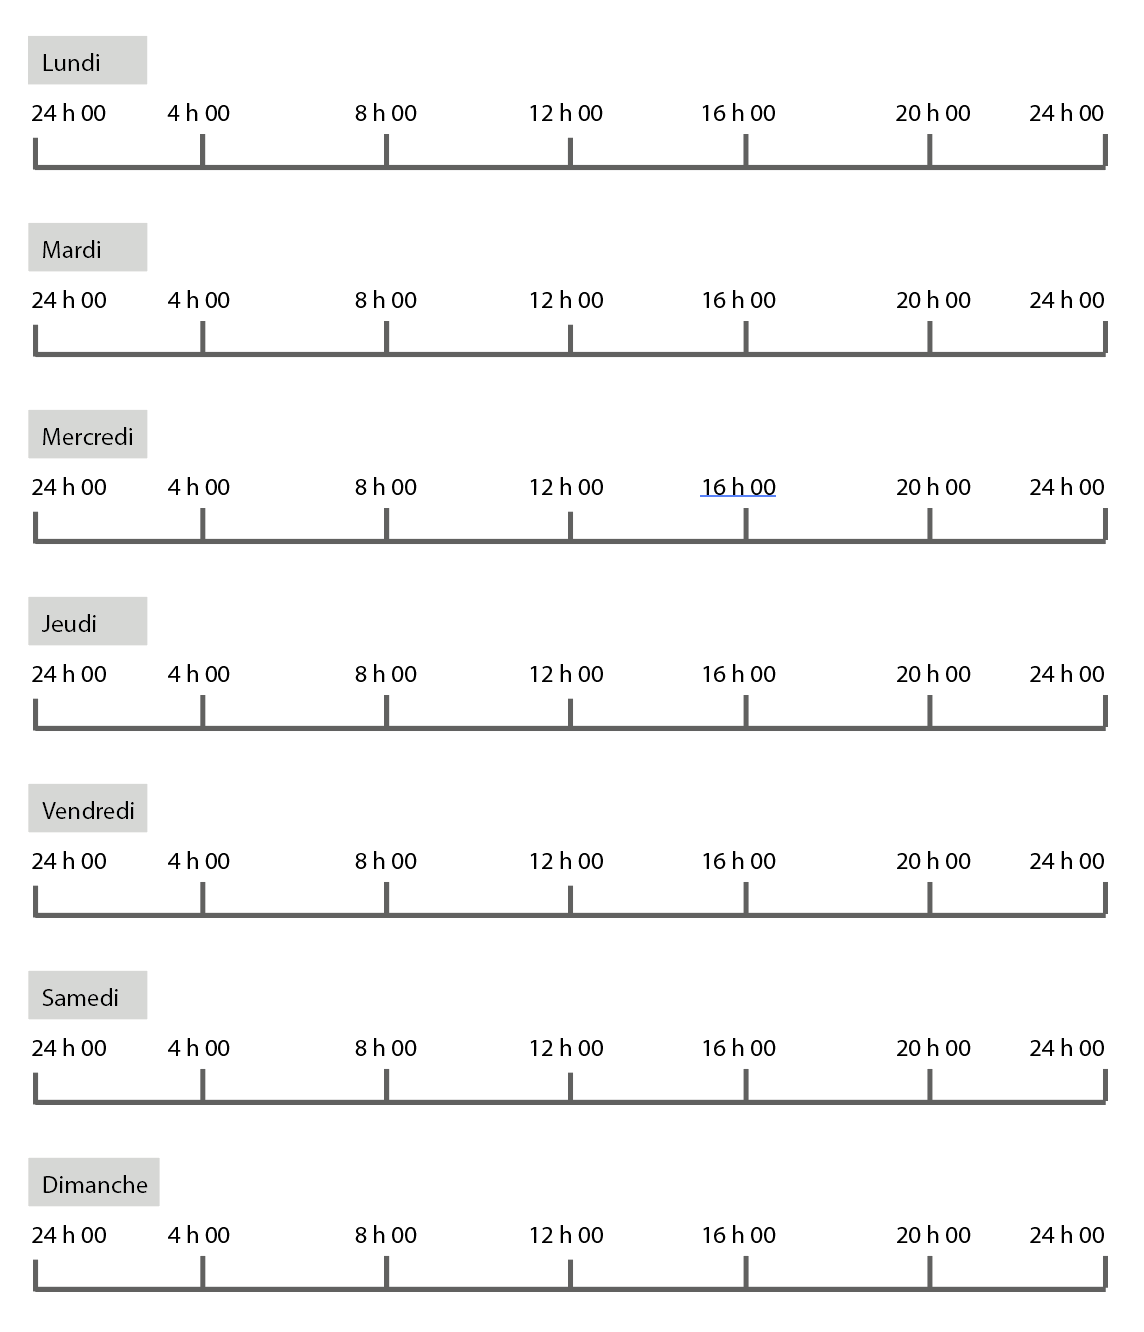 Lundi
24 h 00 4 h 00 8 h 00 12 h 00 16 h 00 20 h 00 24 h 00
Mardi
24 h 00 4 h 00 8 h 00 12 h 00 16 h 00 20 h 00 24 h 00
Mercredi
24 h 00 4 h 00 8 h 00 12 h 00 16 h 00 20 h 00 24 h 00
Jeudi
24 h 00 4 h 00 8 h 00 12 h 00 16 h 00 20 h 00 24 h 00
Vendredi
24 h 00 4 h 00 8 h 00 12 h 00 16 h 00 20 h 00 24 h 00
Samedi
24 h 00 4 h 00 8 h 00 12 h 00 16 h 00 20 h 00 24 h 00
Dimanche
24 h 00 4 h 00 8 h 00 12 h 00 16 h 00 20 h 00 24 h 00